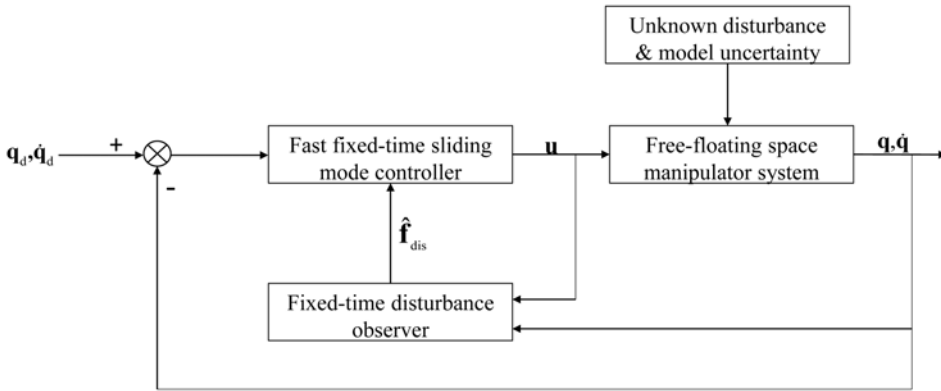 Unknown disturbance
& model uncertainty
q_d,q̇_d
+
-
Fast fixed-time sliding
mode controller
u
Free-floating space
manipulator system
q,q̇
f̂_dis
Fixed-time disturbance
observer